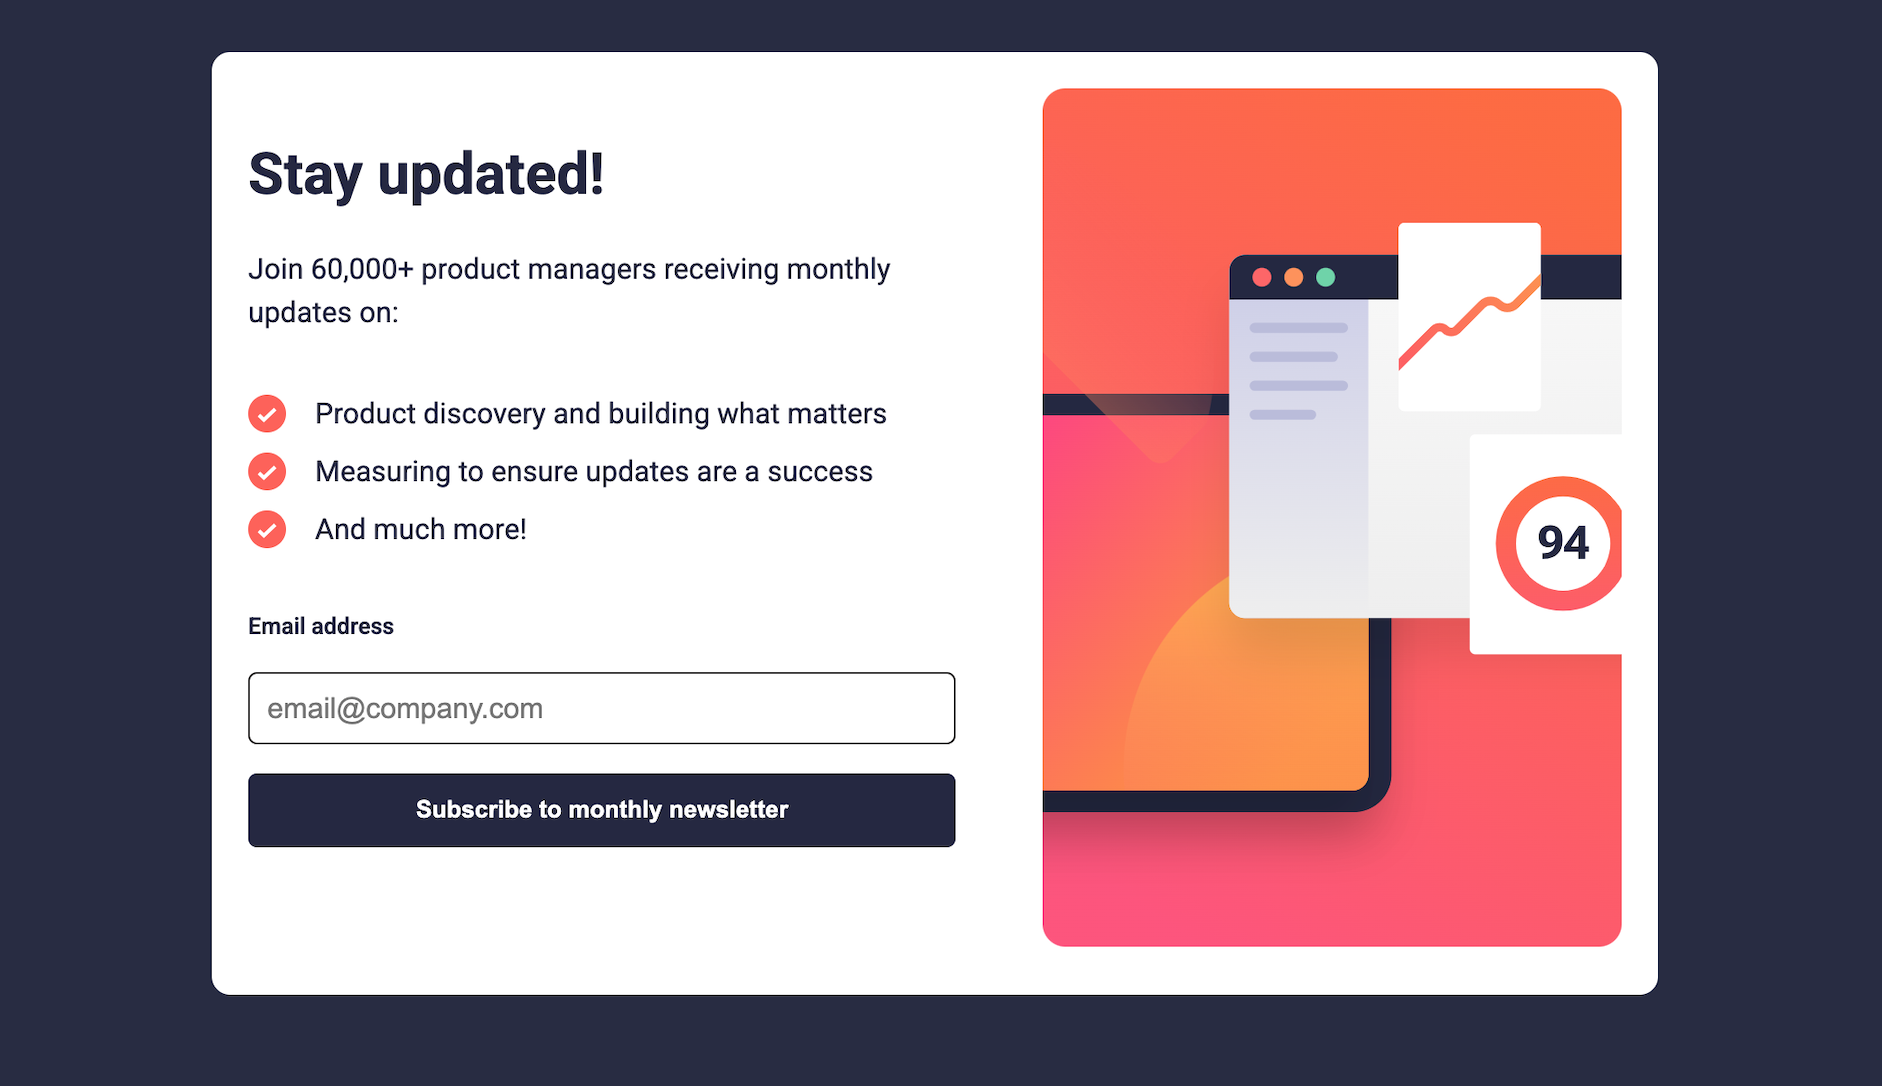 Stay updated!
Join 60,000+ product managers receiving monthly
updates on:
Product discovery and building what matters
Measuring to ensure updates are a success
And much more!
Email address
email@company.com
Subscribe to monthly newsletter
94